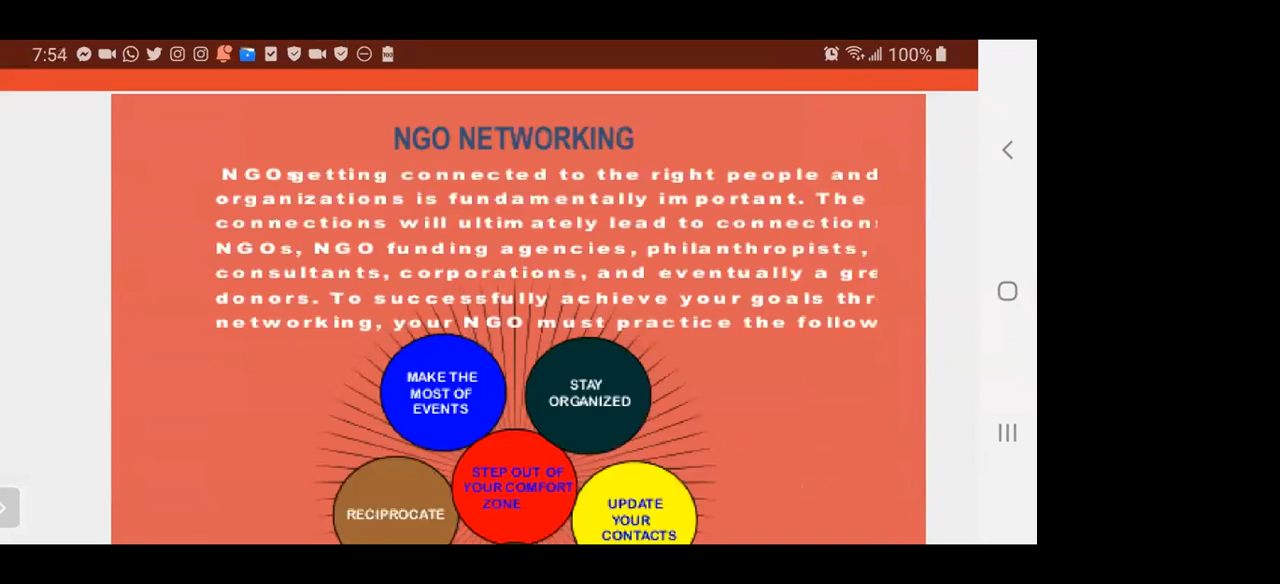 7:54
100%
NGO NETWORKING
NGOs getting connected to the right people and
organizations is fundamentally important. The
connections will ultimately lead to connection
NGOs, NGO funding agencies, philanthropists,
consultants, corporations, and eventually a gre
donors. To successfully achieve your goals thr
networking, your NGO must practice the follow
MAKE THE
MOST OF
EVENTS
STAY
ORGANIZED
STEP OUT OF
YOUR COMFORT
ZONE
RECIPROCATE
UPDATE
YOUR
CONTACTS